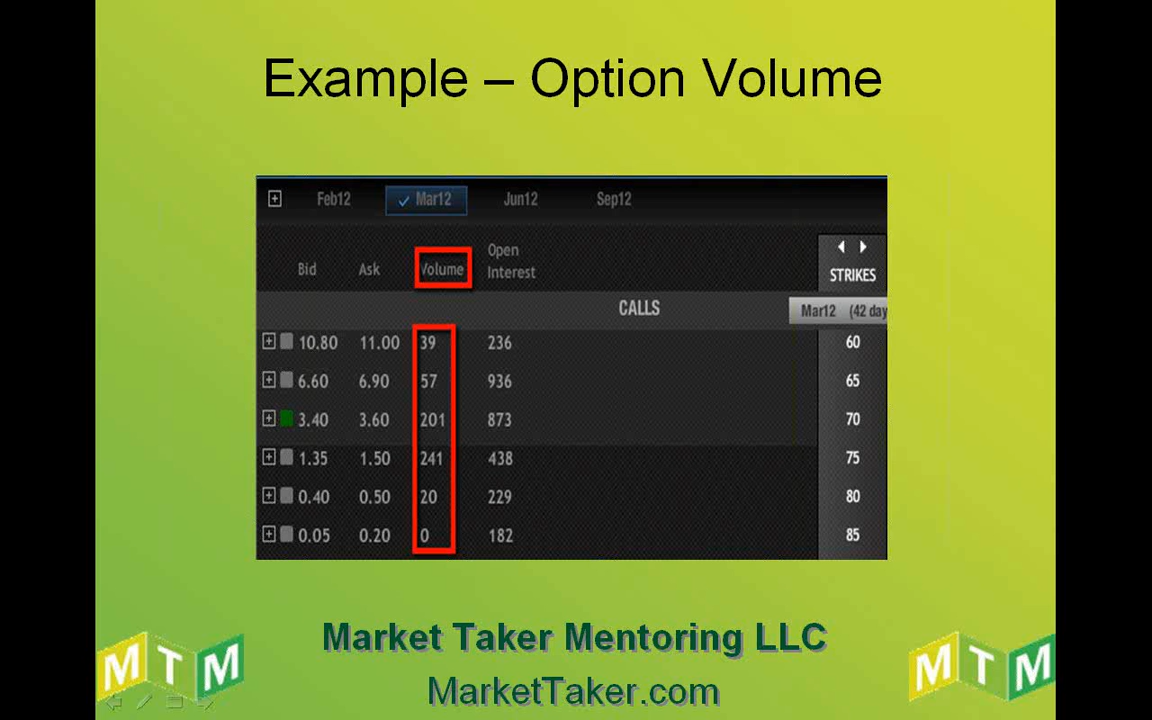 Example – Option Volume
Feb12 Mar12 Jun12 Sep12
Bid Ask Volume Open Interest STRIKES
CALLS Mar12 (42 day
10.80 11.00 39 236 60
6.60 6.90 57 936 65
3.40 3.60 201 873 70
1.35 1.50 241 438 75
0.40 0.50 20 229 80
0.05 0.20 0 182 85
Market Taker Mentoring LLC
MTM MTM
MarketTaker.com